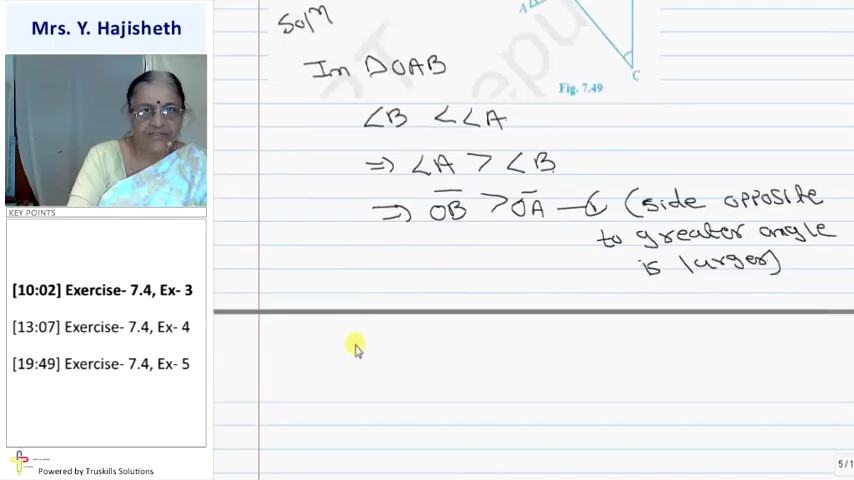 Mrs. Y. Hajisheth
KEY POINTS
[10:02] Exercise- 7.4, Ex- 3
[13:07] Exercise- 7.4, Ex- 4
[19:49] Exercise- 7.4, Ex- 5
Powered by Truskills Solutions
A
C
Fig. 7.49
Soln
In △OAB
∠B < ∠A
⇒ ∠A > ∠B
⇒ OB > OA — ① (side opposite
to greater angle
is larger)
5/1